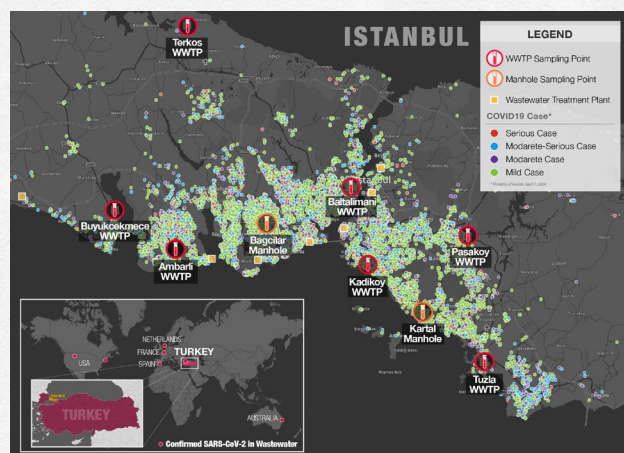 ISTANBUL
LEGEND
WWTP Sampling Point
Manhole Sampling Point
Wastewater Treatment Plant
COVID19 Case*
Serious Case
Modarete-Serious Case
Modarete Case
Mild Case
Terkos
WWTP
Baltalimani
WWTP
Buyukcekmece
WWTP
Bagcilar
Manhole
Ambarli
WWTP
Pasakoy
WWTP
Kadikoy
WWTP
Kartal
Manhole
Tuzla
WWTP
NETHERLANDS
FRANCE
TURKEY
USA
SPAIN
TURKEY
AUSTRALIA
Confirmed SARS-CoV-2 in Wastewater